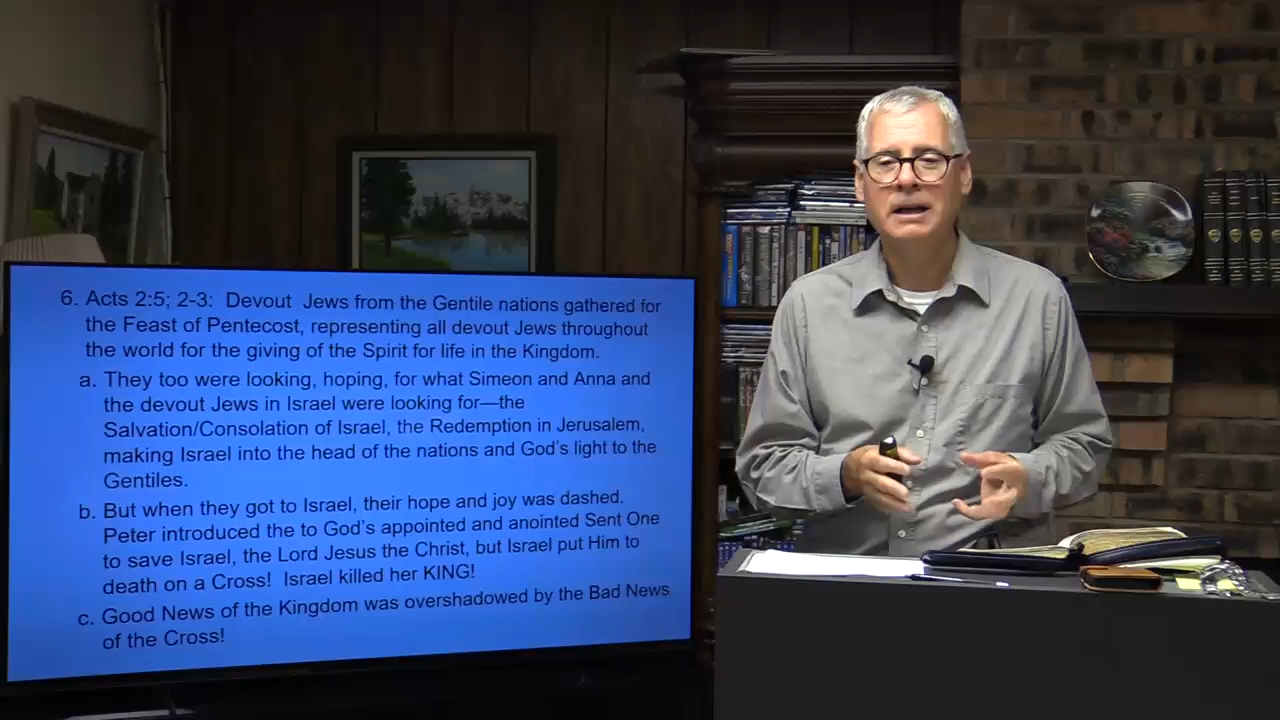 6. Acts 2:5; 2-3: Devout Jews from the Gentile nations gathered for
the Feast of Pentecost, representing all devout Jews throughout
the world for the giving of the Spirit for life in the Kingdom.
a. They too were looking, hoping, for what Simeon and Anna and
the devout Jews in Israel were looking for—the
Salvation/Consolation of Israel, the Redemption in Jerusalem,
making Israel into the head of the nations and God's light to the
Gentiles.
b. But when they got to Israel, their hope and joy was dashed.
Peter introduced the to God's appointed and anointed Sent One
to save Israel, the Lord Jesus the Christ, but Israel put Him to
death on a Cross! Israel killed her KING!
c. Good News of the Kingdom was overshadowed by the Bad News
of the Cross!